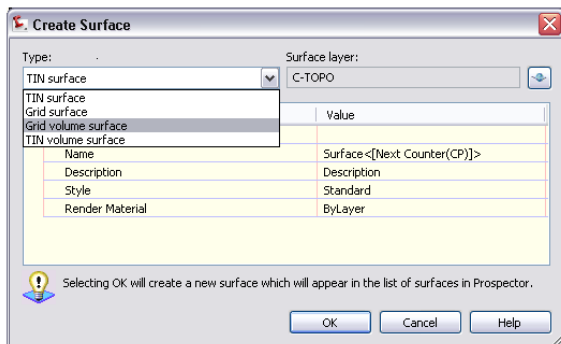 Create Surface
Type:
Surface layer:
TIN surface
C-TOPO
TIN surface
Grid surface
Grid volume surface
TIN volume surface
Value
Name
Surface<[Next Counter(CP)]>
Description
Description
Style
Standard
Render Material
ByLayer
Selecting OK will create a new surface which will appear in the list of surfaces in Prospector.
OK
Cancel
Help